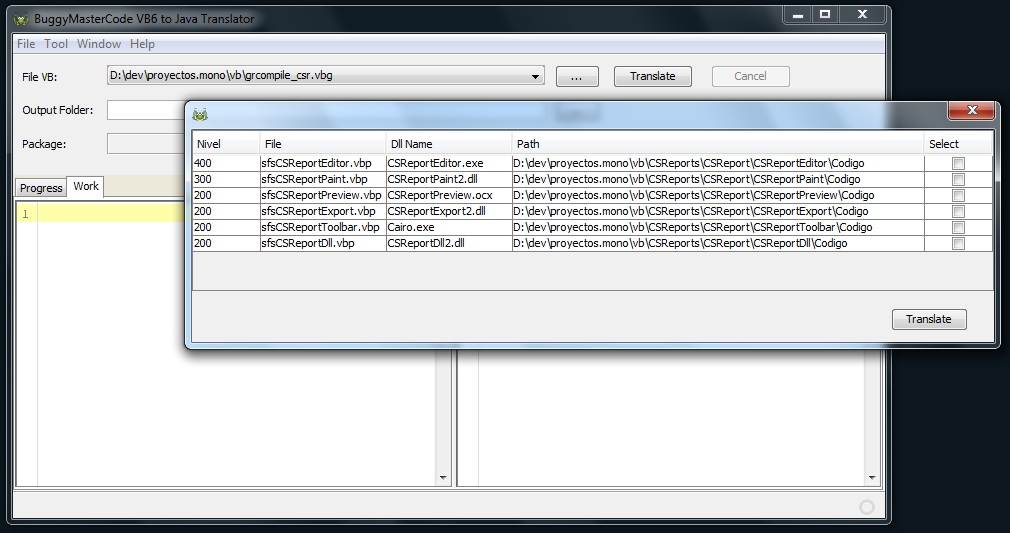 BuggyMasterCode VB6 to Java Translator
File Tool Window Help
File VB: D:\dev\proyectos.mono\vb\grcompile_csr.vbg ... Translate Cancel
Output Folder:
Package:
Progress Work
1
Nivel File Dll Name Path Select
400 sfsCSReportEditor.vbp CSReportEditor.exe D:\dev\proyectos.mono\vb\CSReports\CSReport\CSReportEditor\Codigo
300 sfsCSReportPaint.vbp CSReportPaint2.dll D:\dev\proyectos.mono\vb\CSReports\CSReport\CSReportPaint\Codigo
200 sfsCSReportPreview.vbp CSReportPreview.ocx D:\dev\proyectos.mono\vb\CSReports\CSReport\CSReportPreview\Codigo
200 sfsCSReportExport.vbp CSReportExport2.dll D:\dev\proyectos.mono\vb\CSReports\CSReport\CSReportExport\Codigo
200 sfsCSReportToolbar.vbp Cairo.exe D:\dev\proyectos.mono\vb\CSReports\CSReport\CSReportToolbar\Codigo
200 sfsCSReportDll.vbp CSReportDll2.dll D:\dev\proyectos.mono\vb\CSReports\CSReport\CSReportDll\Codigo
Translate